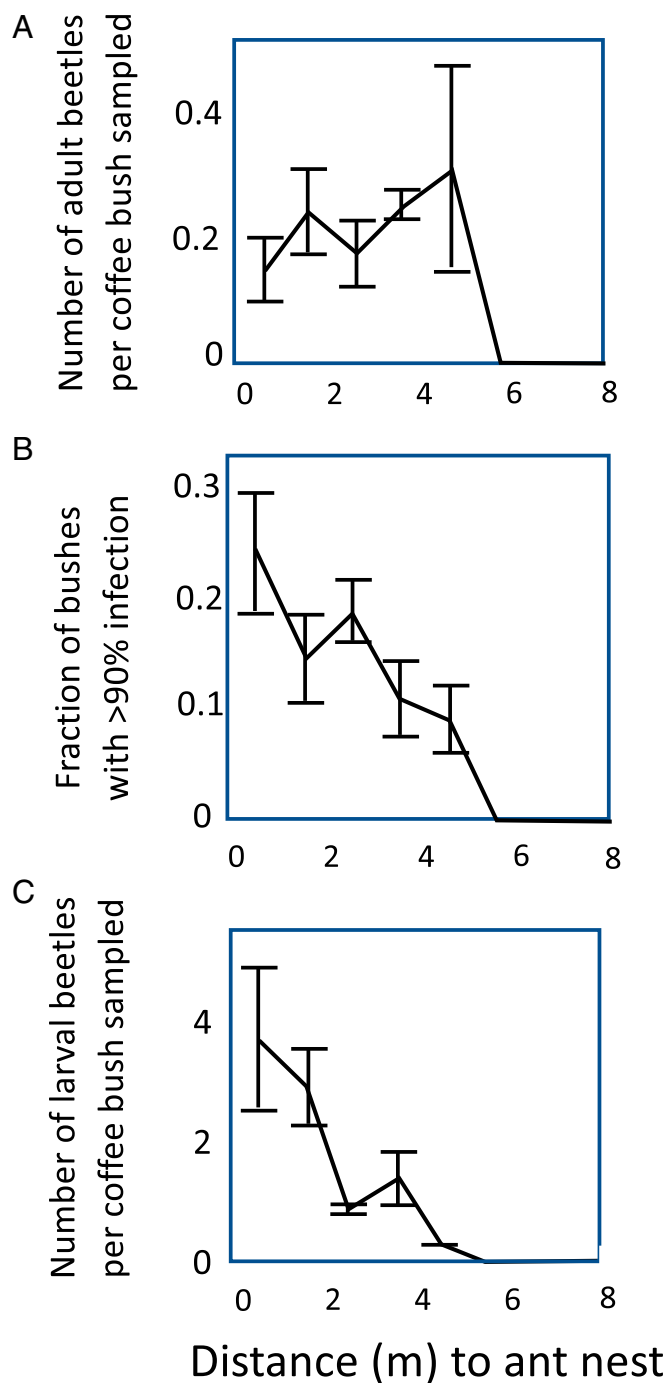 A
Number of adult beetles
per coffee bush sampled
0.4
0.2
0
0 2 4 6 8
B
Fraction of bushes
with >90% infection
0.3
0.2
0.1
0
0 2 4 6 8
C
Number of larval beetles
per coffee bush sampled
4
2
0
0 2 4 6 8
Distance (m) to ant nest